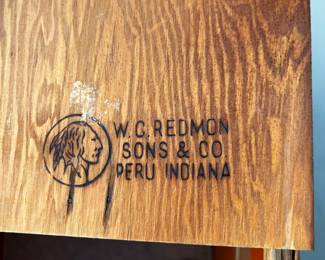 W.C. REDMON
SONS & CO
PERU INDIANA